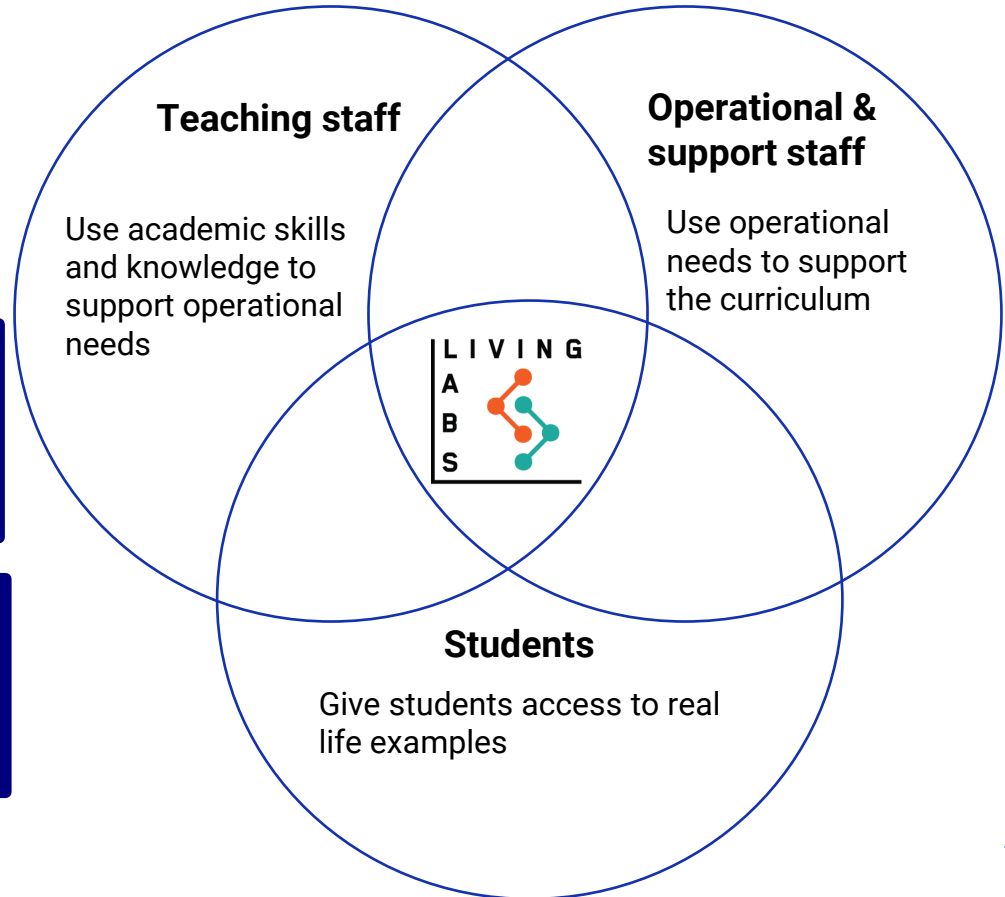 Teaching staff
Use academic skills
and knowledge to
support operational
needs
Operational &
support staff
Use operational
needs to support
the curriculum
LIVING
LABS
Students
Give students access to real
life examples